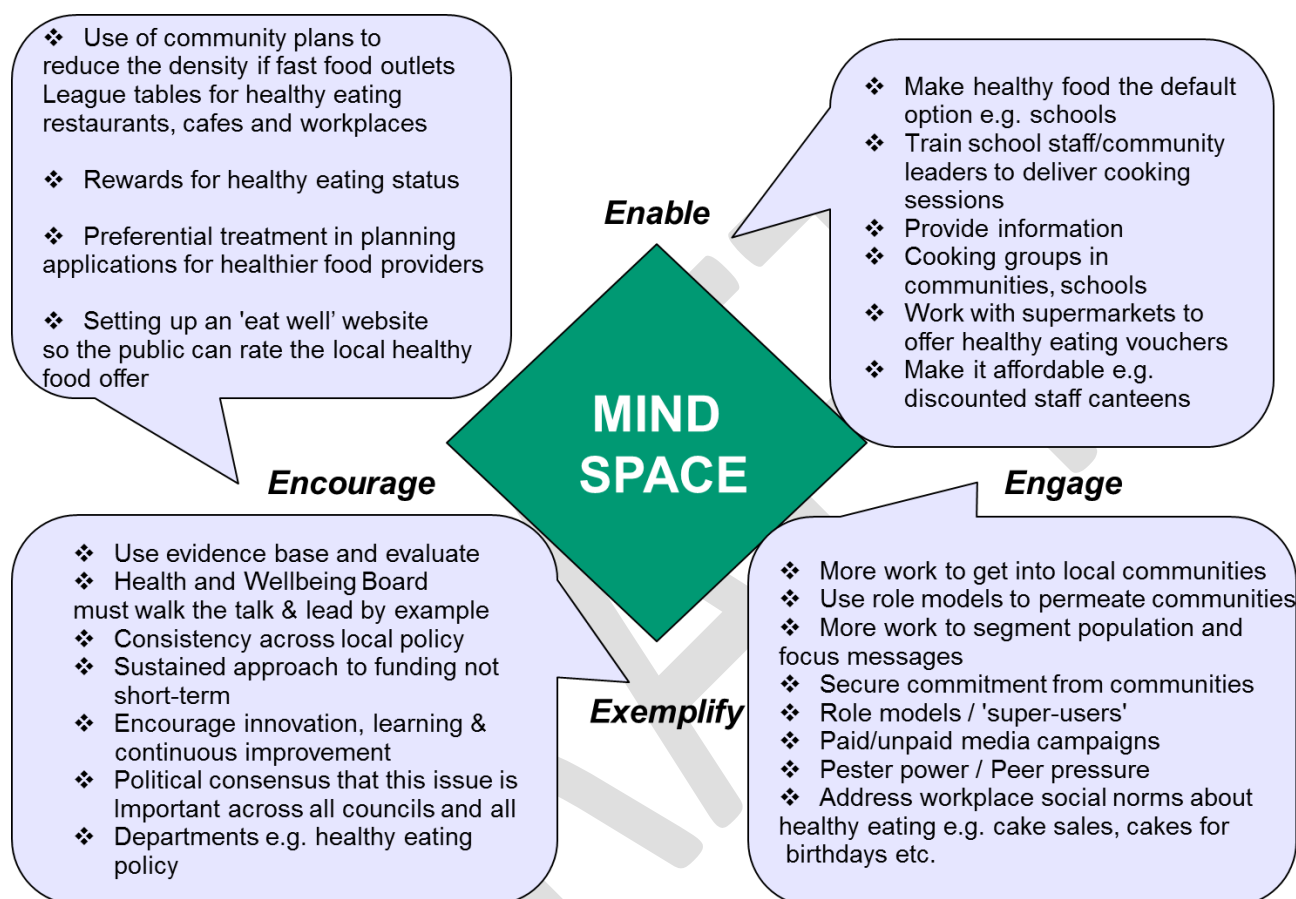 ❖ Use of community plans to
reduce the density if fast food outlets
League tables for healthy eating
restaurants, cafes and workplaces
❖ Rewards for healthy eating status
❖ Preferential treatment in planning
applications for healthier food providers
❖ Setting up an 'eat well’ website
so the public can rate the local healthy
food offer
Enable
❖ Make healthy food the default
option e.g. schools
❖ Train school staff/community
leaders to deliver cooking
sessions
❖ Provide information
❖ Cooking groups in
communities, schools
❖ Work with supermarkets to
offer healthy eating vouchers
❖ Make it affordable e.g.
discounted staff canteens
MIND
SPACE
Encourage
Engage
❖ Use evidence base and evaluate
❖ Health and Wellbeing Board
must walk the talk & lead by example
❖ Consistency across local policy
❖ Sustained approach to funding not
short-term
❖ Encourage innovation, learning &
continuous improvement
❖ Political consensus that this issue is
Important across all councils and all
❖ Departments e.g. healthy eating
policy
Exemplify
❖ More work to get into local communities
❖ Use role models to permeate communities
❖ More work to segment population and
focus messages
❖ Secure commitment from communities
❖ Role models / 'super-users'
❖ Paid/unpaid media campaigns
❖ Pester power / Peer pressure
❖ Address workplace social norms about
healthy eating e.g. cake sales, cakes for
birthdays etc.